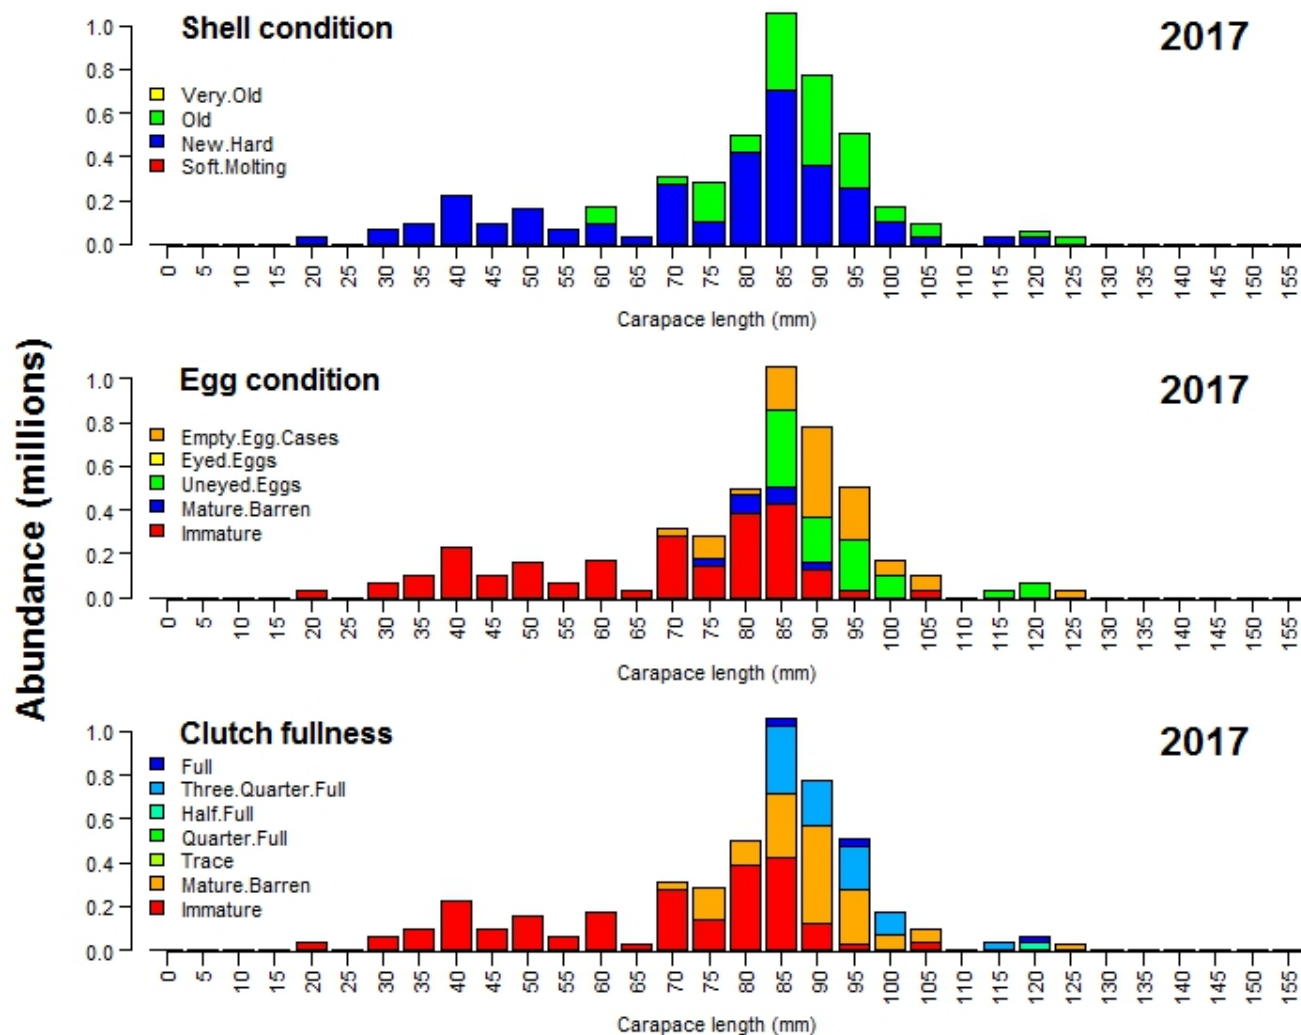 Shell condition
2017
Very.Old
Old
New.Hard
Soft.Molting
1.0
0.8
0.6
0.4
0.2
0.0
0 5 10 15 20 25 30 35 40 45 50 55 60 65 70 75 80 85 90 95 100 105 110 115 120 125 130 135 140 145 150 155
Carapace length (mm)
Abundance (millions)
Egg condition
2017
Empty.Egg.Cases
Eyed.Eggs
Uneyed.Eggs
Mature.Barren
Immature
1.0
0.8
0.6
0.4
0.2
0.0
0 5 10 15 20 25 30 35 40 45 50 55 60 65 70 75 80 85 90 95 100 105 110 115 120 125 130 135 140 145 150 155
Carapace length (mm)
Clutch fullness
2017
Full
Three.Quarter.Full
Half.Full
Quarter.Full
Trace
Mature.Barren
Immature
1.0
0.8
0.6
0.4
0.2
0.0
0 5 10 15 20 25 30 35 40 45 50 55 60 65 70 75 80 85 90 95 100 105 110 115 120 125 130 135 140 145 150 155
Carapace length (mm)